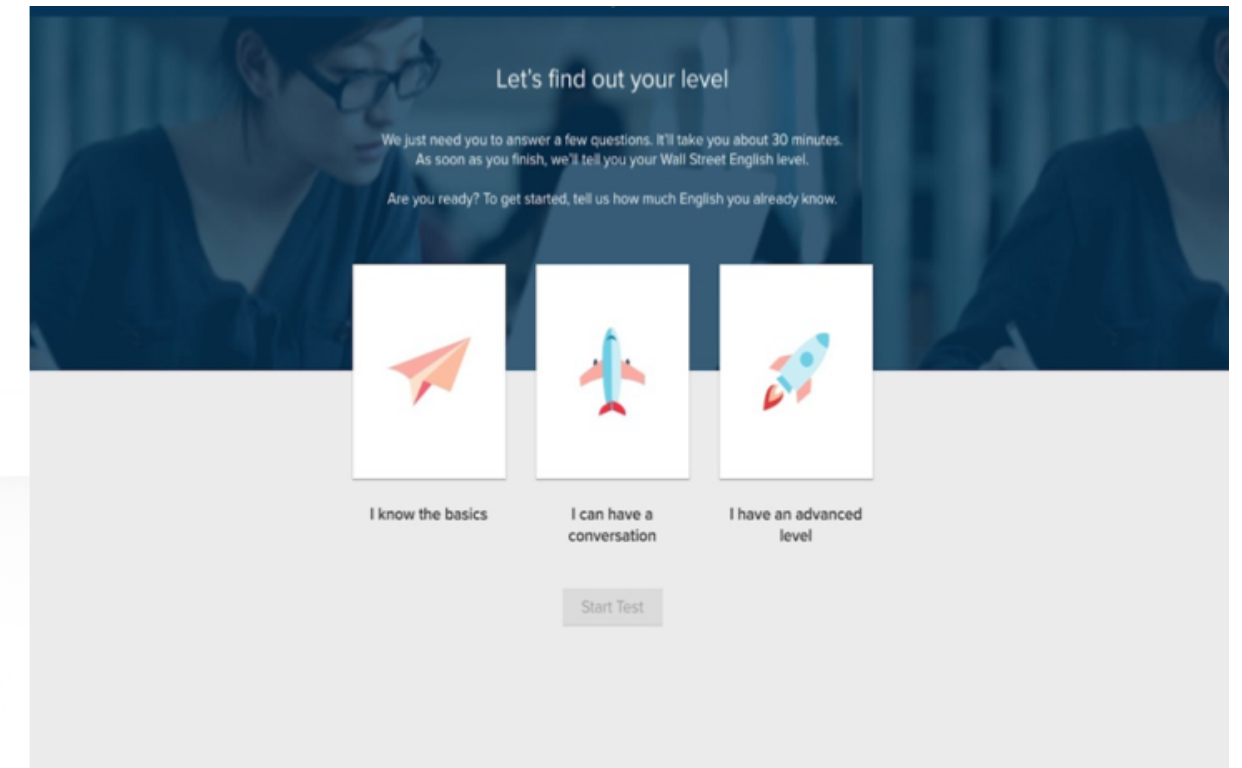 Let's find out your level
We just need you to answer a few questions. It'll take you about 30 minutes.
As soon as you finish, we'll tell you your Wall Street English level.
Are you ready? To get started, tell us how much English you already know.
I know the basics
I can have a
conversation
I have an advanced
level
Start Test